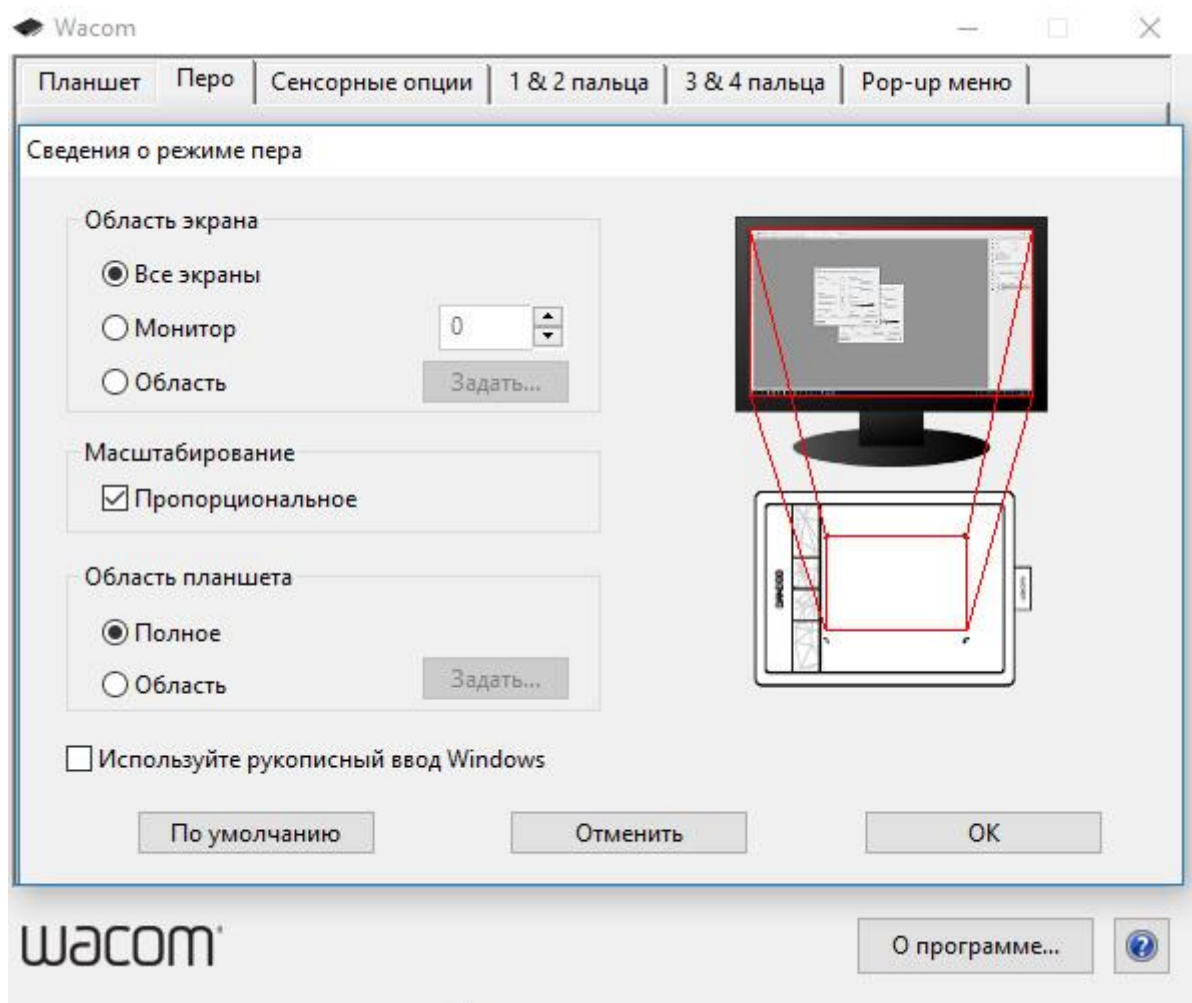 Wacom
Планшет Перо Сенсорные опции 1 & 2 пальца 3 & 4 пальца Pop-up меню
Сведения о режиме пера
Область экрана
Все экраны
Монитор 0
Область Задать...
Масштабирование
Пропорциональное
Область планшета
Полное
Область Задать...
BAMBOO
Используйте рукописный ввод Windows
По умолчанию Отменить OK
wacom
О программе... ?